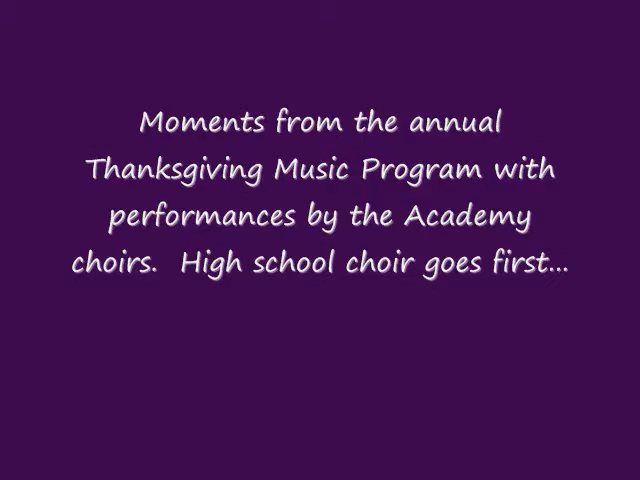 Moments from the annual
Thanksgiving Music Program with
performances by the Academy
choirs.  High school choir goes first...